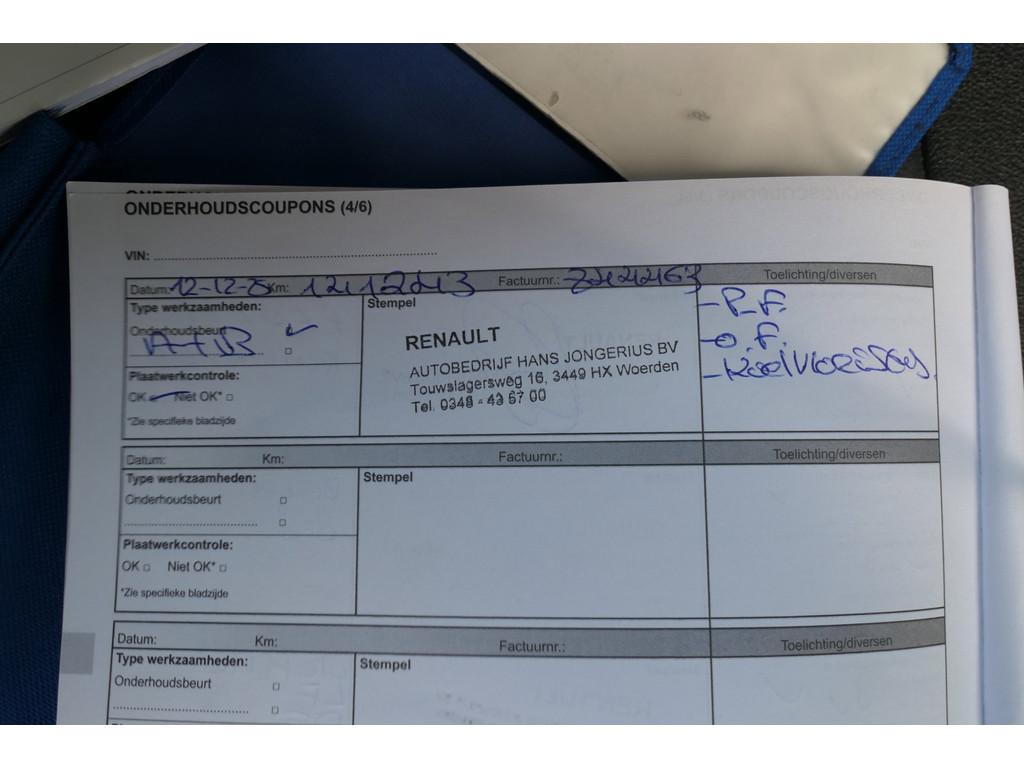 ONDERHOUDSCOUPONS (4/6)
VIN:
Datum: 12-12- Km: 121243 Factuurnr.: Toelichting/diversen
Type werkzaamheden:
Onderhoudsbeurt
A+B
Plaatwerkcontrole:
OK Niet OK*
*Zie specifieke bladzijde
Stempel
RENAULT
AUTOBEDRIJF HANS JONGERIUS BV
Touwslagersweg 16, 3449 HX Woerden
Tel. 0348 - 43 67 00
- P.F.
- O.F.
- Koelvloeistof
Datum: Km: Factuurnr.: Toelichting/diversen
Type werkzaamheden:
Onderhoudsbeurt
Plaatwerkcontrole:
OK Niet OK*
*Zie specifieke bladzijde
Stempel
Datum: Km: Factuurnr.: Toelichting/diversen
Type werkzaamheden:
Onderhoudsbeurt
Stempel